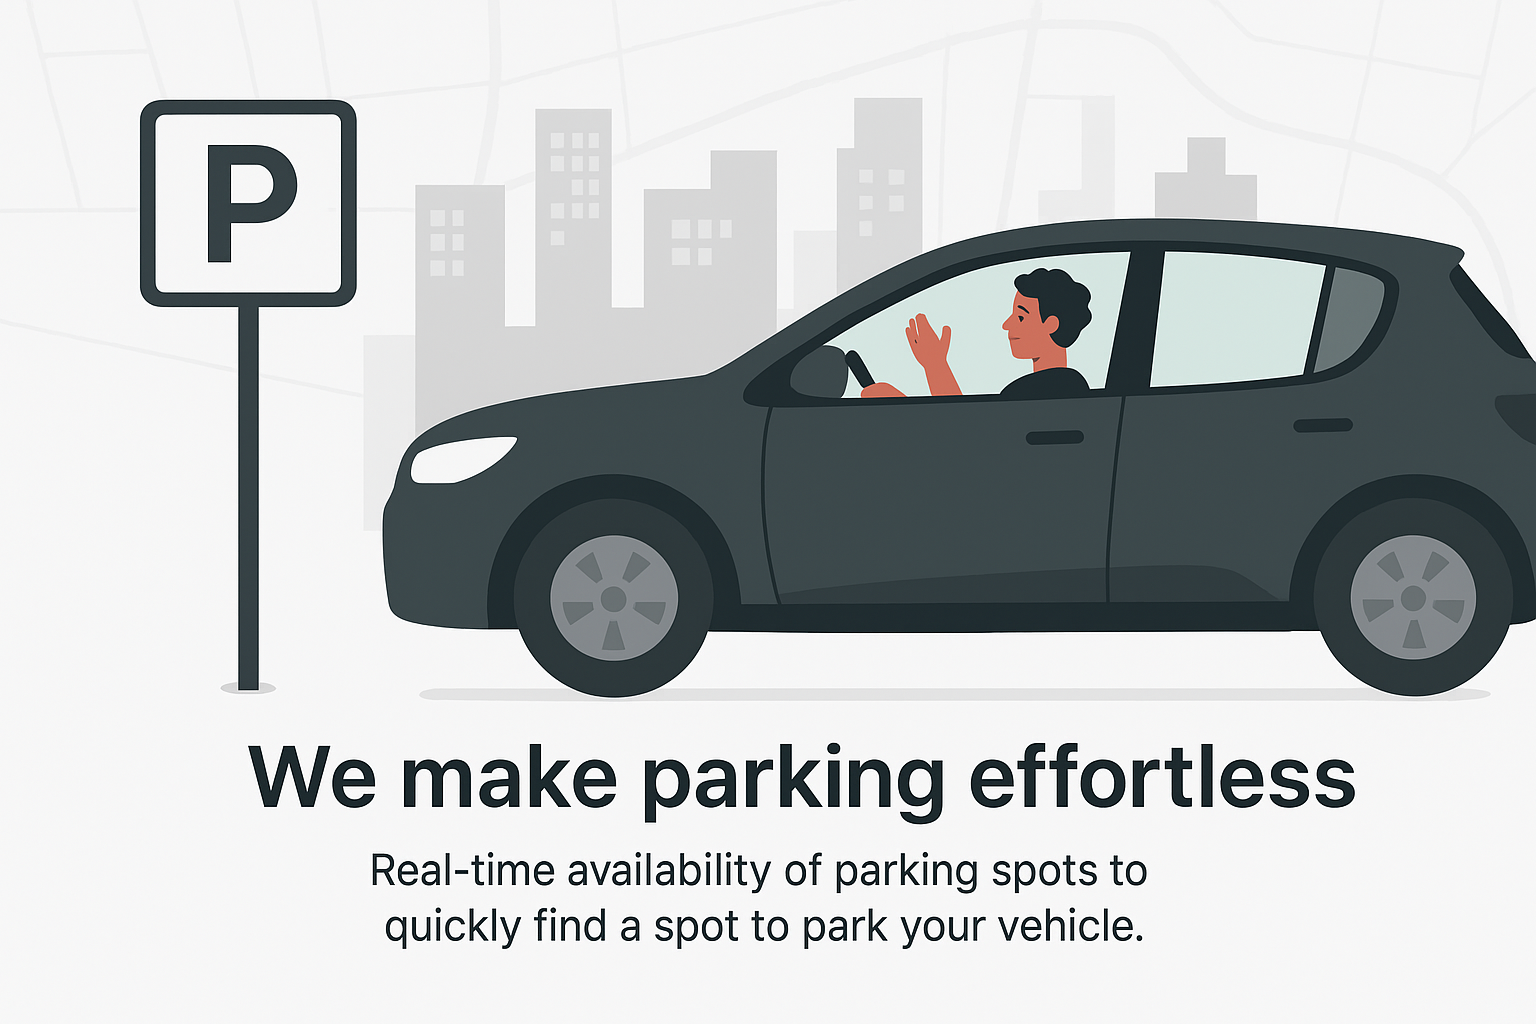 P
We make parking effortless
Real-time availability of parking spots to
quickly find a spot to park your vehicle.